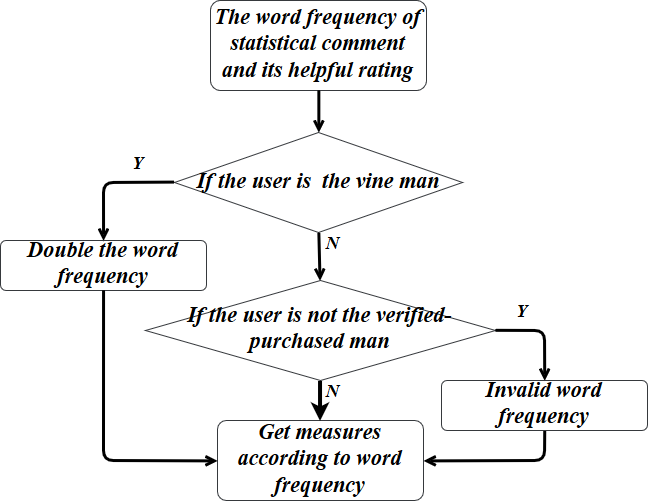 The word frequency of
statistical comment
and its helpful rating
Y
If the user is the vine man
N
Double the word
frequency
If the user is not the verified-
purchased man
Y
N
Invalid word
frequency
Get measures
according to word
frequency